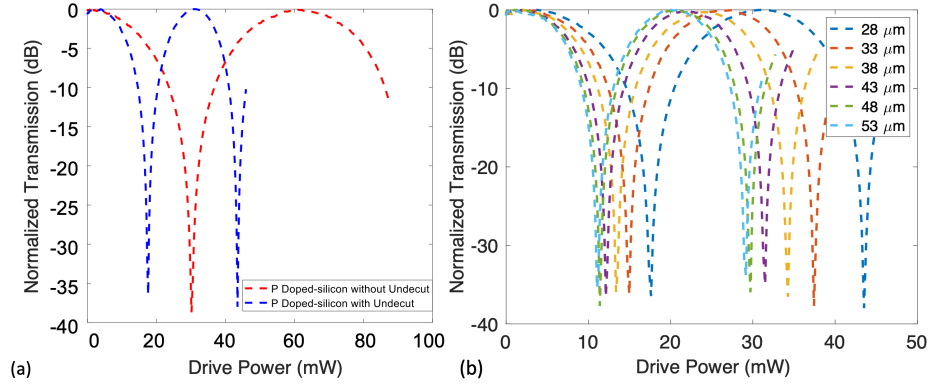 0
-5
-10
-15
-20
-25
-30
-35
-40
Normalized Transmission (dB)
P Doped-silicon without Undecut
P Doped-silicon with Undecut
0 20 40 60 80 100
Drive Power (mW)
(a)
0
-10
-20
-30
-40
Normalized Transmission (dB)
28 μm
33 μm
38 μm
43 μm
48 μm
53 μm
0 10 20 30 40 50
Drive Power (mW)
(b)